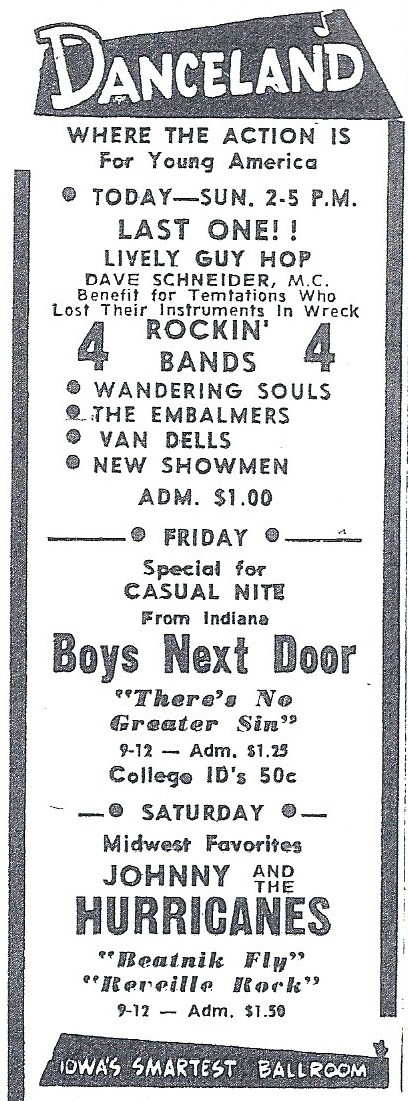 DANCELAND
WHERE THE ACTION IS
For Young America
• TODAY—SUN. 2-5 P.M.
LAST ONE!!
LIVELY GUY HOP
DAVE SCHNEIDER, M.C.
Benefit for Temtations Who
Lost Their Instruments In Wreck
4 ROCKIN' 4
BANDS
• WANDERING SOULS
• THE EMBALMERS
• VAN DELLS
• NEW SHOWMEN
ADM. $1.00
• FRIDAY •
Special for
CASUAL NITE
From Indiana
Boys Next Door
"There's No
Greater Sin"
9-12 — Adm. $1.25
College ID's 50c
• SATURDAY •
Midwest Favorites
JOHNNY AND THE
HURRICANES
"Beatnik Fly"
"Reveille Rock"
9-12 — Adm. $1.50
IOWA'S SMARTEST BALLROOM